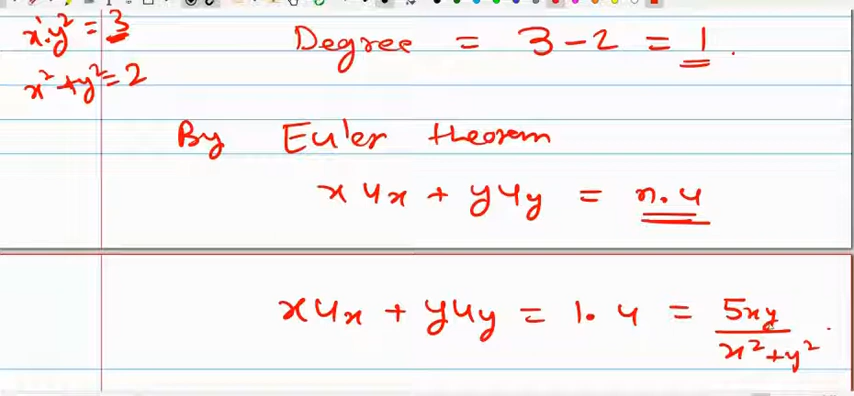 x¹.y² = 3
x² + y² = 2
Degree = 3 - 2 = 1.
By Euler theorem
x ux + y uy = n.u
x ux + y uy = 1. u = 5xy / x² + y².